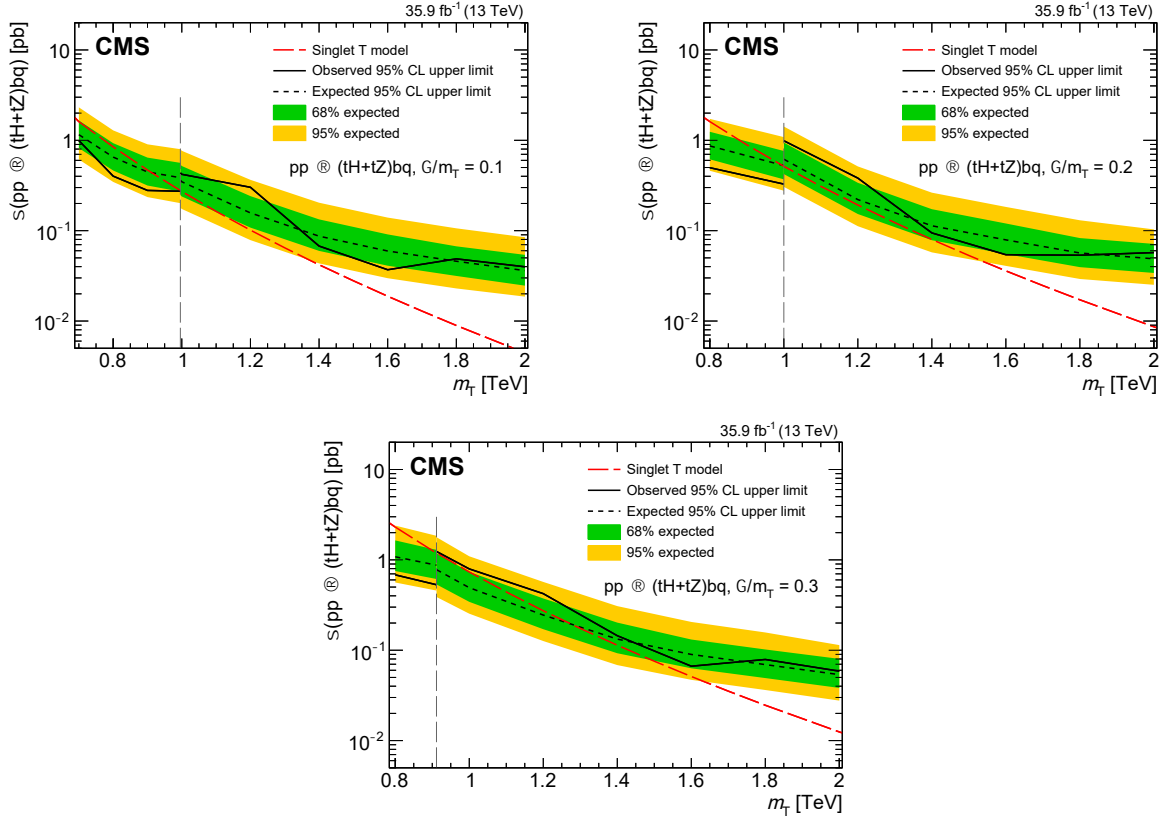 35.9 fb⁻¹ (13 TeV)
CMS
Singlet T model
Observed 95% CL upper limit
Expected 95% CL upper limit
68% expected
95% expected
pp ® (tH+tZ)bq, G/m_T = 0.1
s(pp ® (tH+tZ)bq) [pb]
10
1
10⁻¹
10⁻²
0.8 1 1.2 1.4 1.6 1.8 2
m_T [TeV]
35.9 fb⁻¹ (13 TeV)
CMS
Singlet T model
Observed 95% CL upper limit
Expected 95% CL upper limit
68% expected
95% expected
pp ® (tH+tZ)bq, G/m_T = 0.2
s(pp ® (tH+tZ)bq) [pb]
10
1
10⁻¹
10⁻²
0.8 1 1.2 1.4 1.6 1.8 2
m_T [TeV]
35.9 fb⁻¹ (13 TeV)
CMS
Singlet T model
Observed 95% CL upper limit
Expected 95% CL upper limit
68% expected
95% expected
pp ® (tH+tZ)bq, G/m_T = 0.3
s(pp ® (tH+tZ)bq) [pb]
10
1
10⁻¹
10⁻²
0.8 1 1.2 1.4 1.6 1.8 2
m_T [TeV]